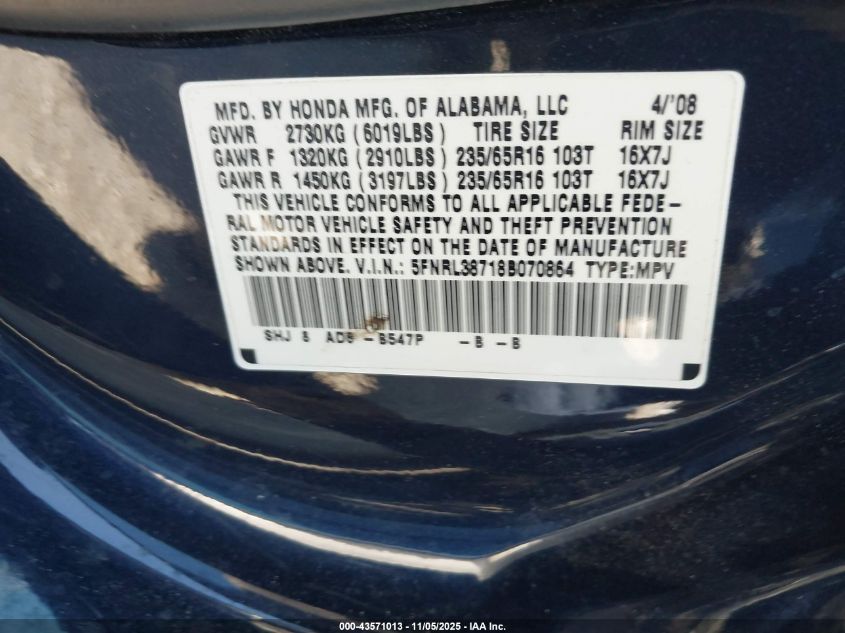 MFD. BY HONDA MFG. OF ALABAMA, LLC 4/'08
GVWR 2730KG (6019LBS) TIRE SIZE RIM SIZE
GAWR F 1320KG (2910LBS) 235/65R16 103T 16X7J
GAWR R 1450KG (3197LBS) 235/65R16 103T 16X7J
THIS VEHICLE CONFORMS TO ALL APPLICABLE FEDE-
RAL MOTOR VEHICLE SAFETY AND THEFT PREVENTION
STANDARDS IN EFFECT ON THE DATE OF MANUFACTURE
SHOWN ABOVE. V.I.N.: 5FNRL38718B070864 TYPE:MPV
SHJ 8 AD8 -B547P -B -B
000-43571013 - 11/05/2025 - IAA Inc.